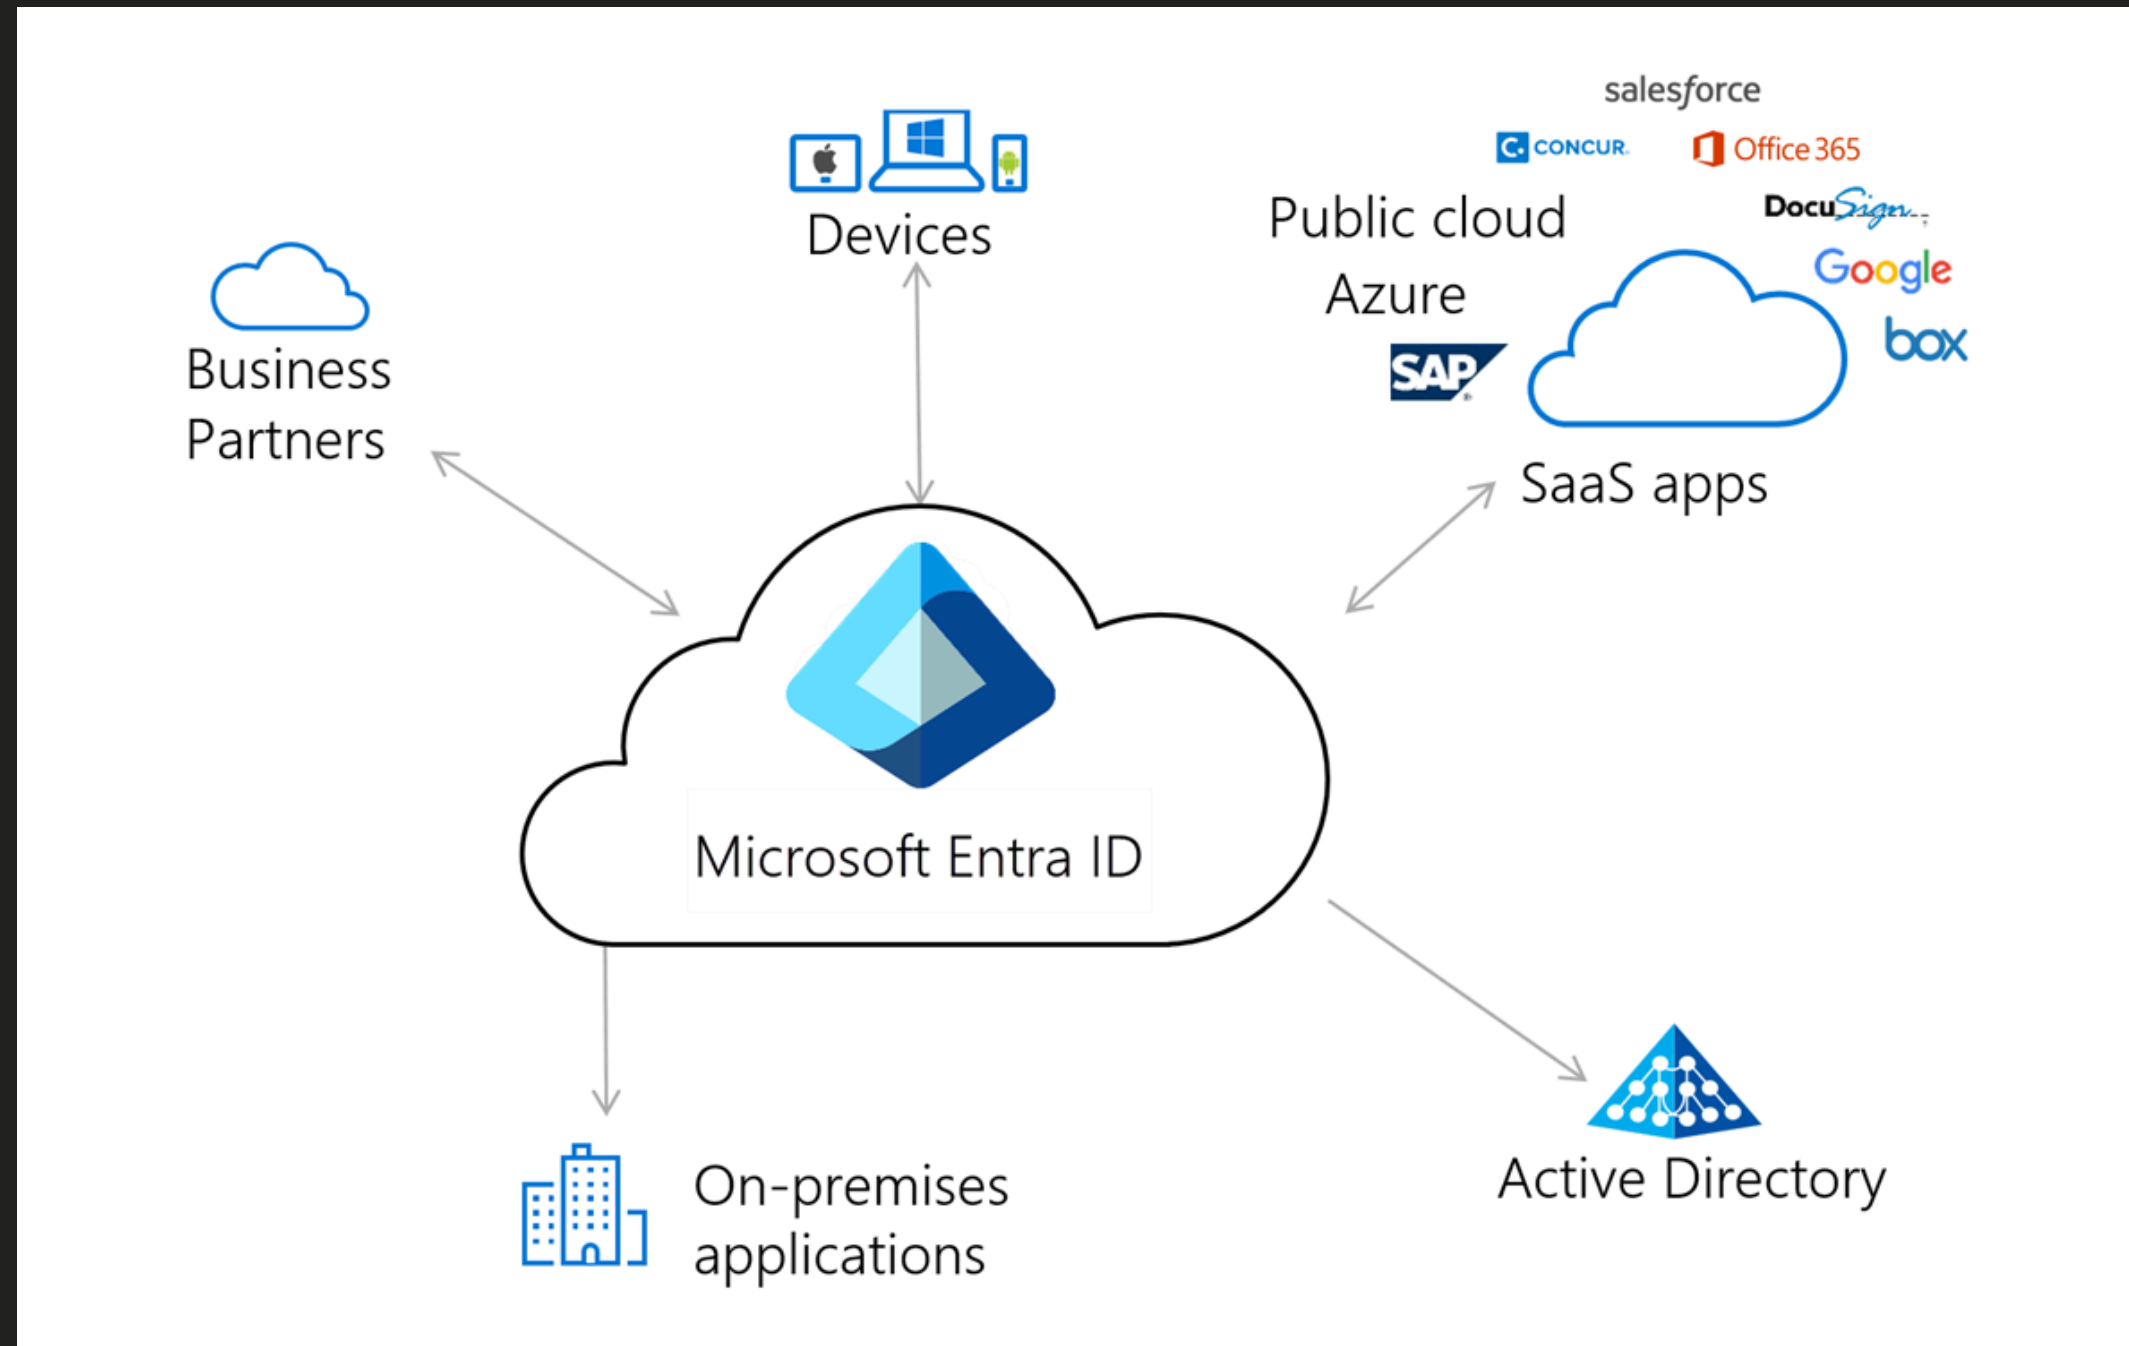 salesforce
C. CONCUR.
Office 365
Public cloud
DocuSign
Azure
Google
SAP
box
SaaS apps
Devices
Business
Partners
Microsoft Entra ID
On-premises
applications
Active Directory